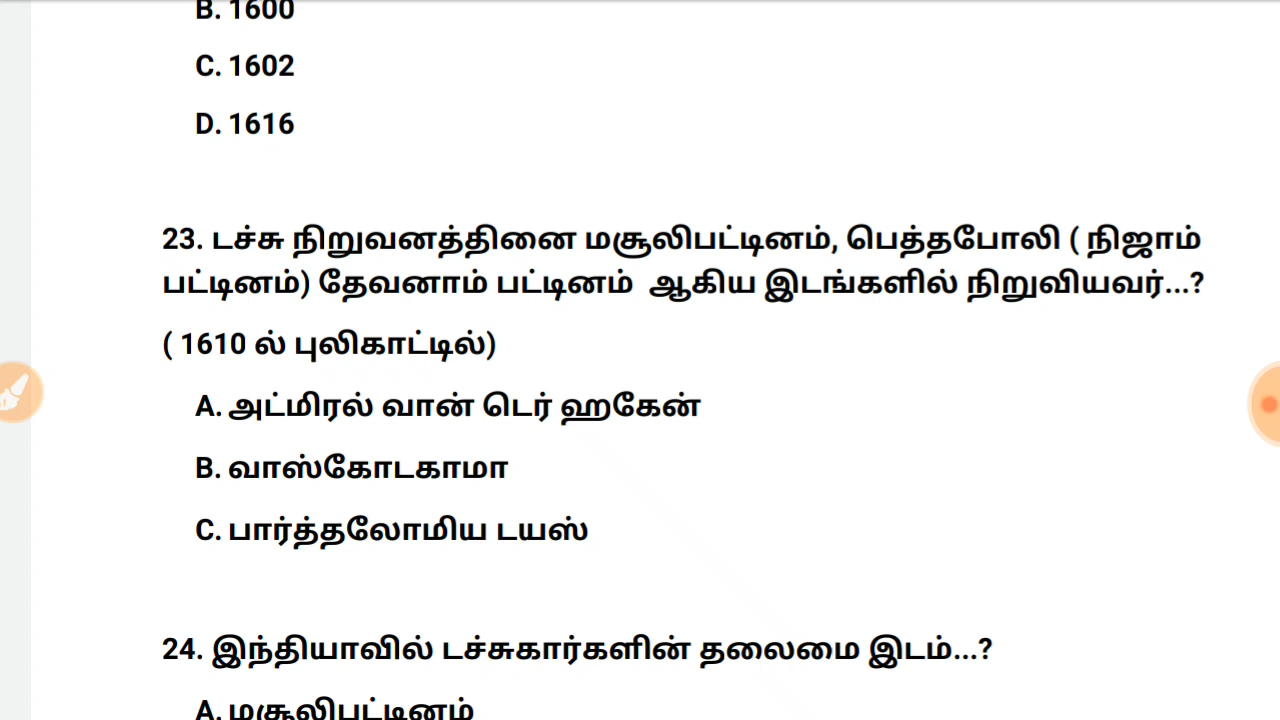 B. 1600
C. 1602
D. 1616
23. டச்சு நிறுவனத்தினை மசூலிபட்டினம், பெத்தபோலி ( நிஜாம்
பட்டினம்) தேவனாம் பட்டினம் ஆகிய இடங்களில் நிறுவியவர்...?
( 1610 ல் புலிகாட்டில்)
A. அட்மிரல் வான் டெர் ஹகேன்
B. வாஸ்கோடகாமா
C. பார்த்தலோமிய டயஸ்
24. இந்தியாவில் டச்சுகார்களின் தலைமை இடம்...?
A. மசூலிபட்டினம்